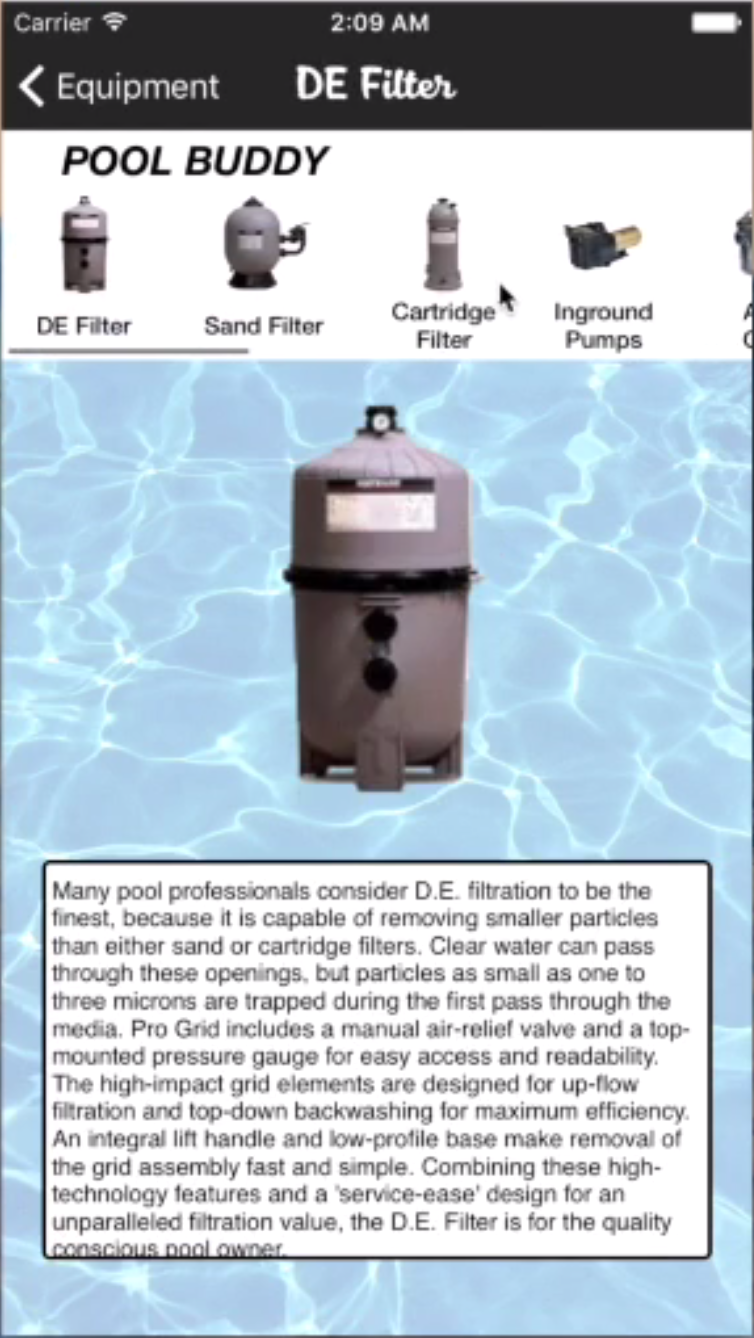 Carrier 2:09 AM
Equipment DE Filter
POOL BUDDY
DE Filter
Sand Filter
Cartridge
Filter
Inground
Pumps
Many pool professionals consider D.E. filtration to be the
finest, because it is capable of removing smaller particles
than either sand or cartridge filters. Clear water can pass
through these openings, but particles as small as one to
three microns are trapped during the first pass through the
media. Pro Grid includes a manual air-relief valve and a top-
mounted pressure gauge for easy access and readability.
The high-impact grid elements are designed for up-flow
filtration and top-down backwashing for maximum efficiency.
An integral lift handle and low-profile base make removal of
the grid assembly fast and simple. Combining these high-
technology features and a 'service-ease' design for an
unparalleled filtration value, the D.E. Filter is for the quality
conscious pool owner.